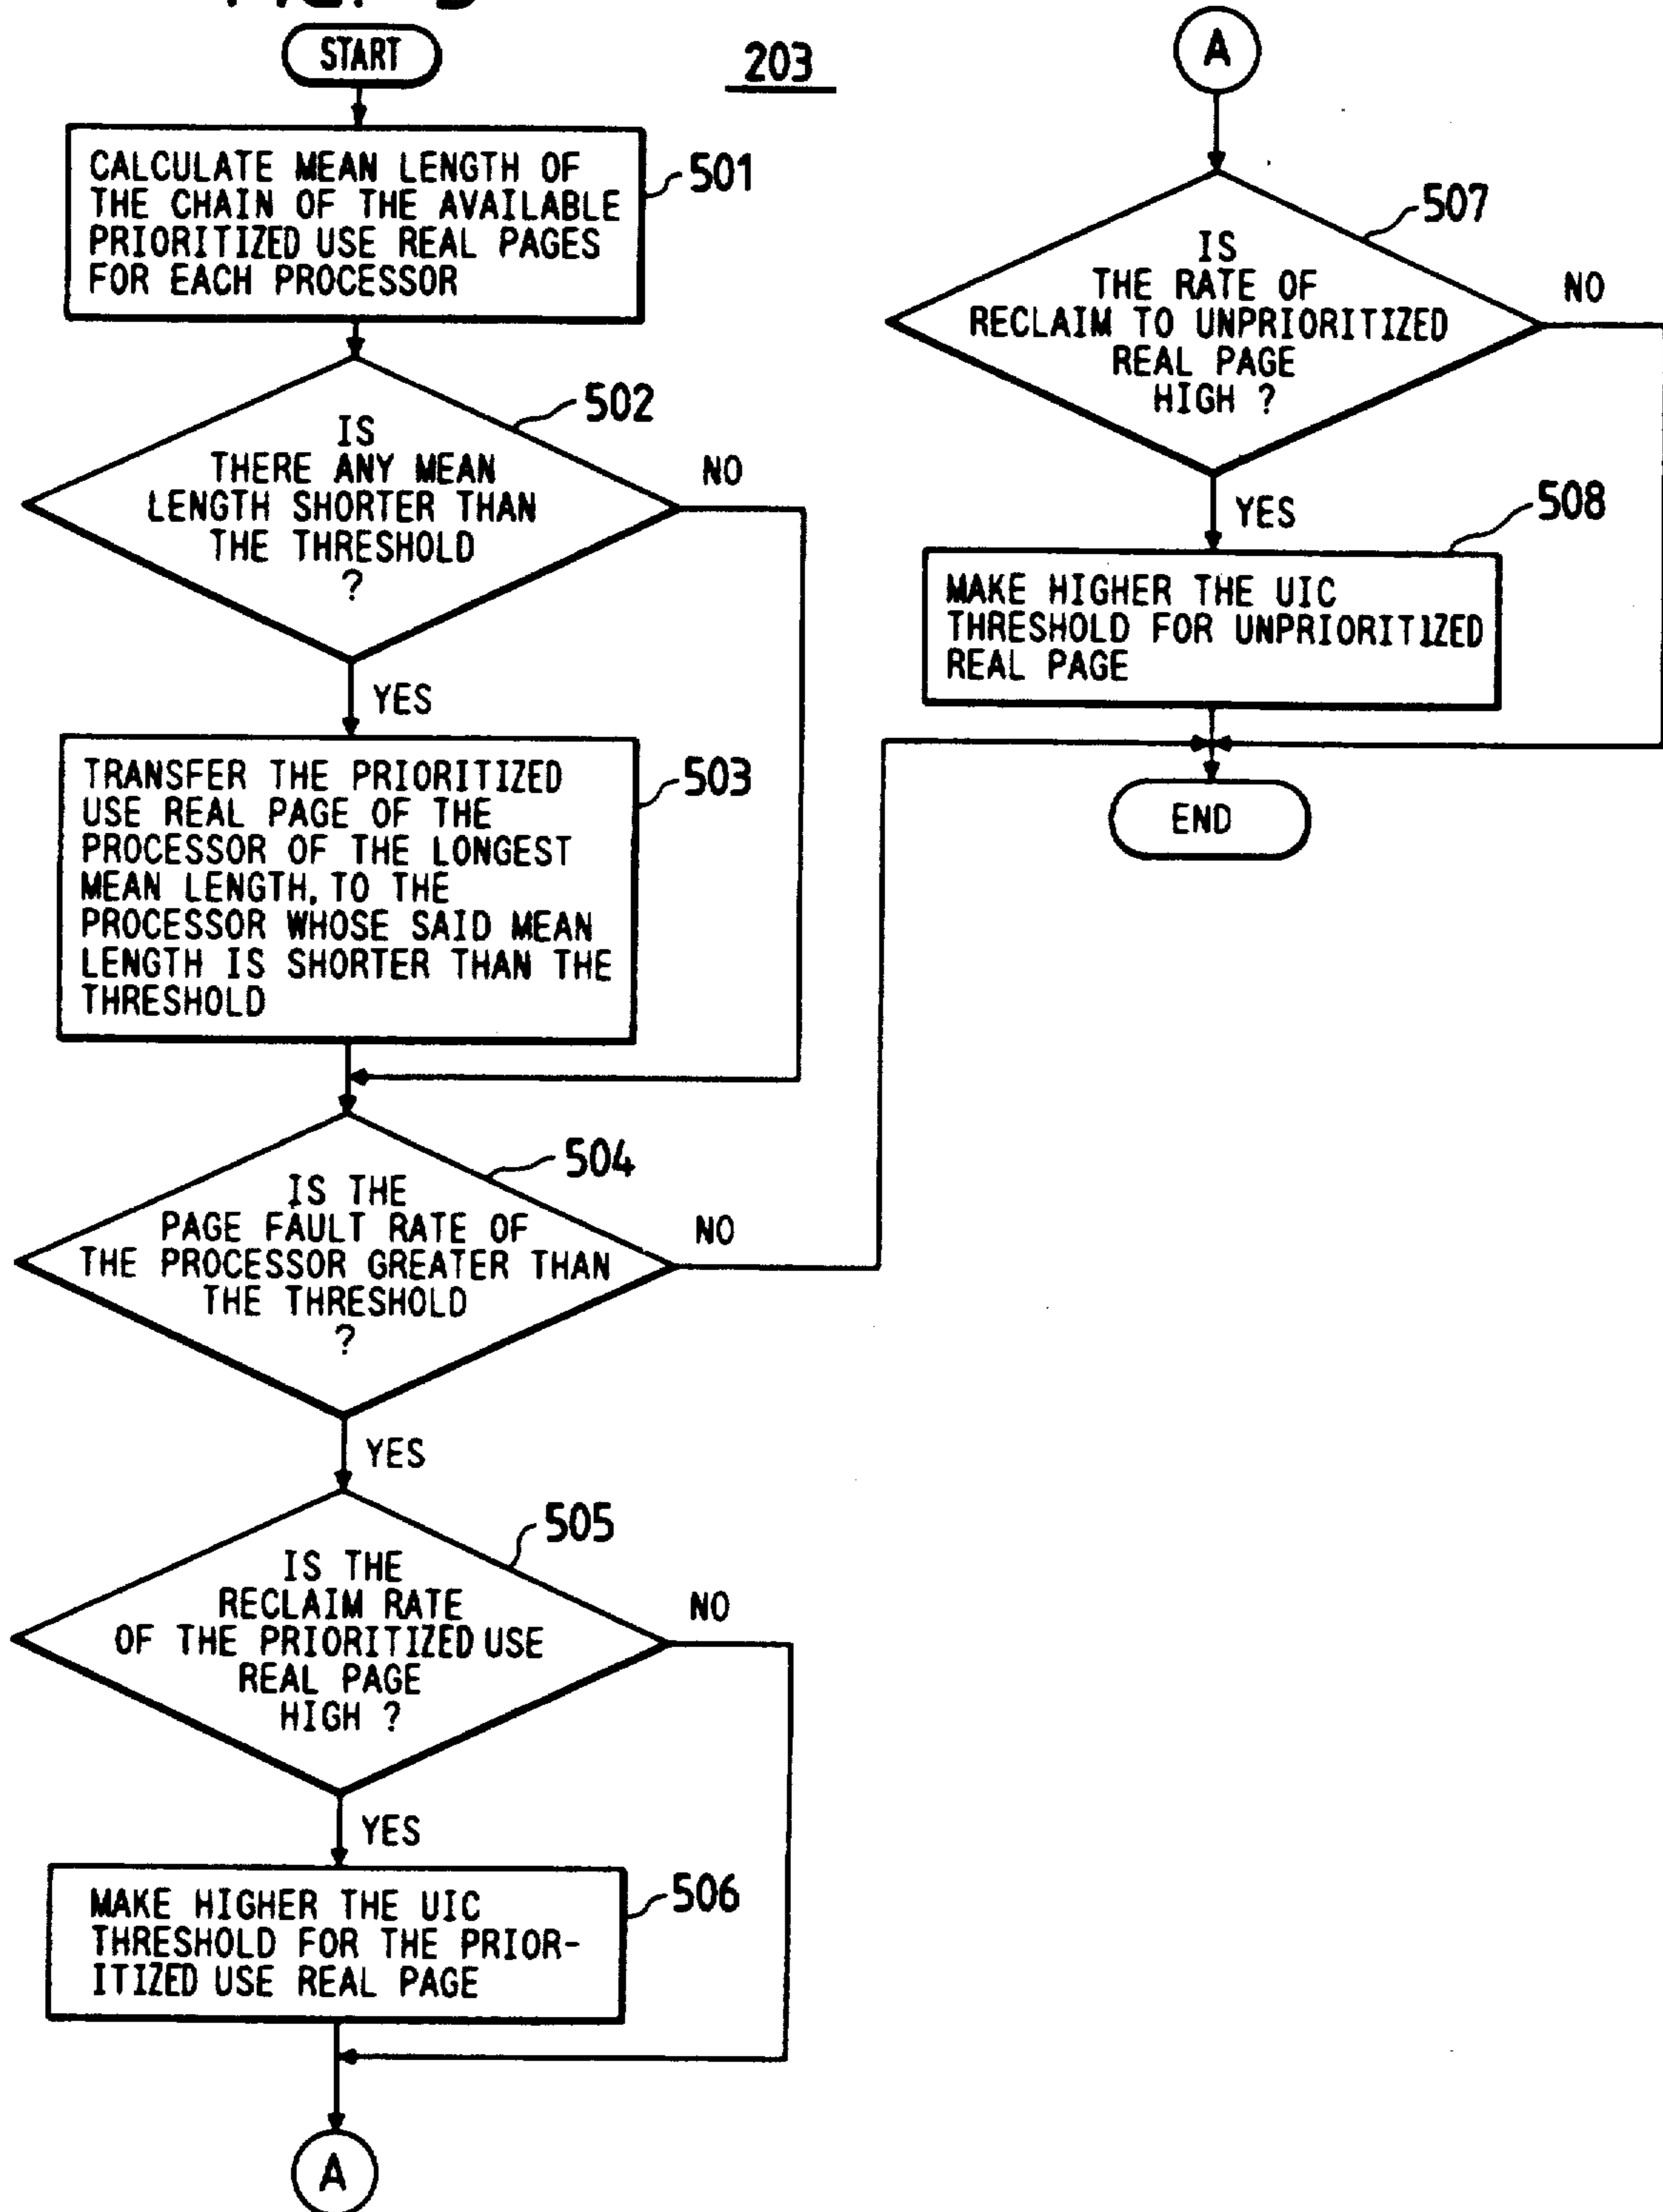 START
203
CALCULATE MEAN LENGTH OF
THE CHAIN OF THE AVAILABLE
PRIORITIZED USE REAL PAGES
FOR EACH PROCESSOR
501
IS
THERE ANY MEAN
LENGTH SHORTER THAN
THE THRESHOLD
?
502
NO
YES
TRANSFER THE PRIORITIZED
USE REAL PAGE OF THE
PROCESSOR OF THE LONGEST
MEAN LENGTH, TO THE
PROCESSOR WHOSE SAID MEAN
LENGTH IS SHORTER THAN THE
THRESHOLD
503
IS THE
PAGE FAULT RATE OF
THE PROCESSOR GREATER THAN
THE THRESHOLD
?
504
NO
YES
IS THE
RECLAIM RATE
OF THE PRIORITIZED USE
REAL PAGE
HIGH ?
505
NO
YES
MAKE HIGHER THE UIC
THRESHOLD FOR THE PRIOR-
ITIZED USE REAL PAGE
506
A
A
IS
THE RATE OF
RECLAIM TO UNPRIORITIZED
REAL PAGE
HIGH ?
507
NO
YES
MAKE HIGHER THE UIC
THRESHOLD FOR UNPRIORITIZED
REAL PAGE
508
END